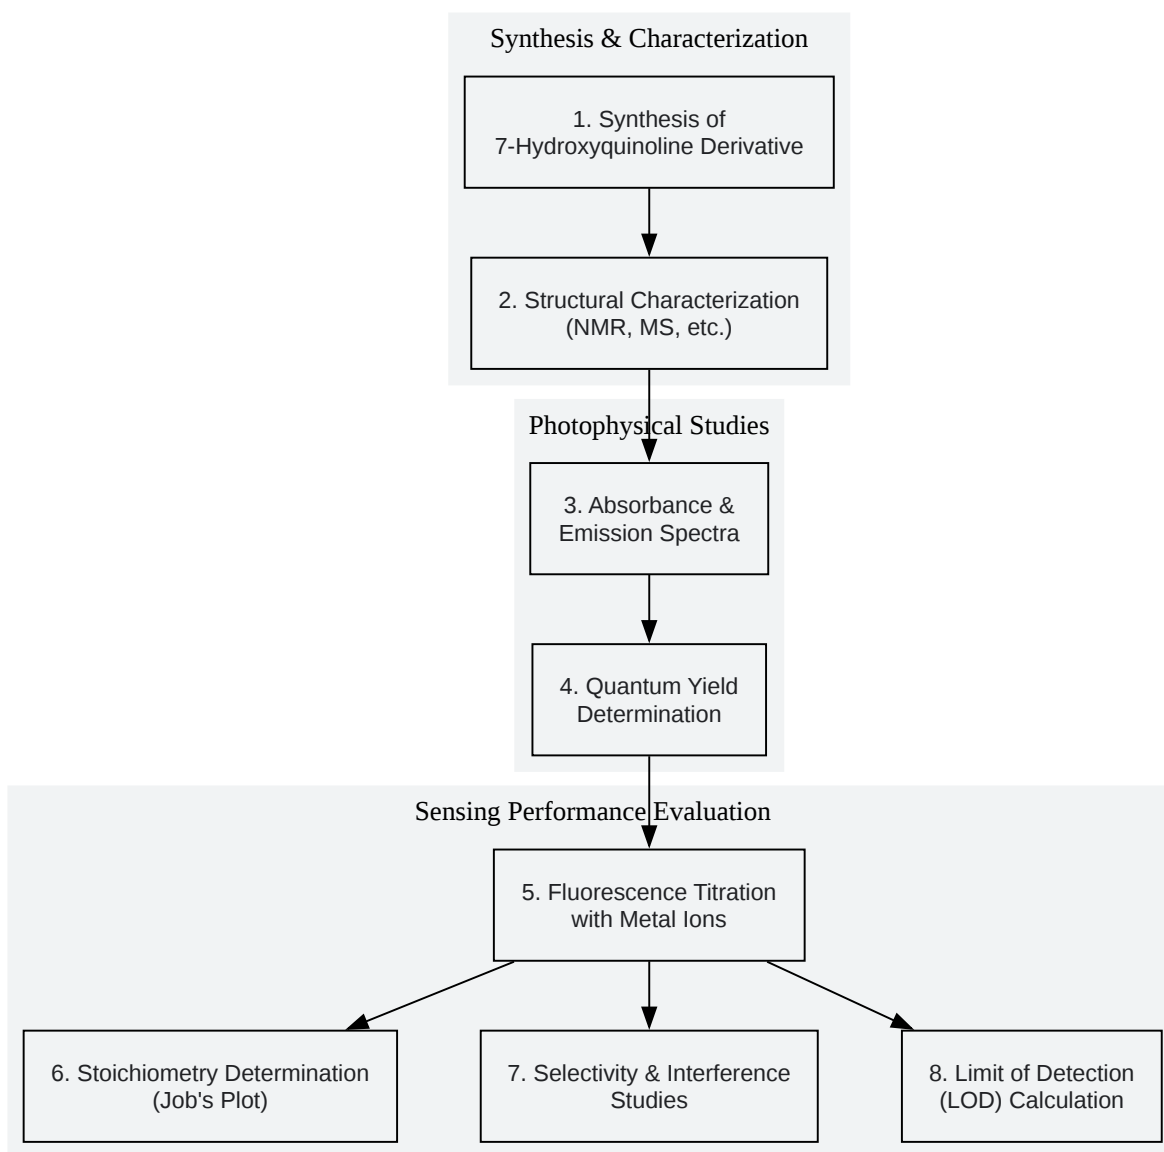 Synthesis & Characterization
1. Synthesis of
7-Hydroxyquinoline Derivative
2. Structural Characterization
(NMR, MS, etc.)
Photophysical Studies
3. Absorbance &
Emission Spectra
4. Quantum Yield
Determination
Sensing Performance Evaluation
5. Fluorescence Titration
with Metal Ions
6. Stoichiometry Determination
(Job's Plot)
7. Selectivity & Interference
Studies
8. Limit of Detection
(LOD) Calculation